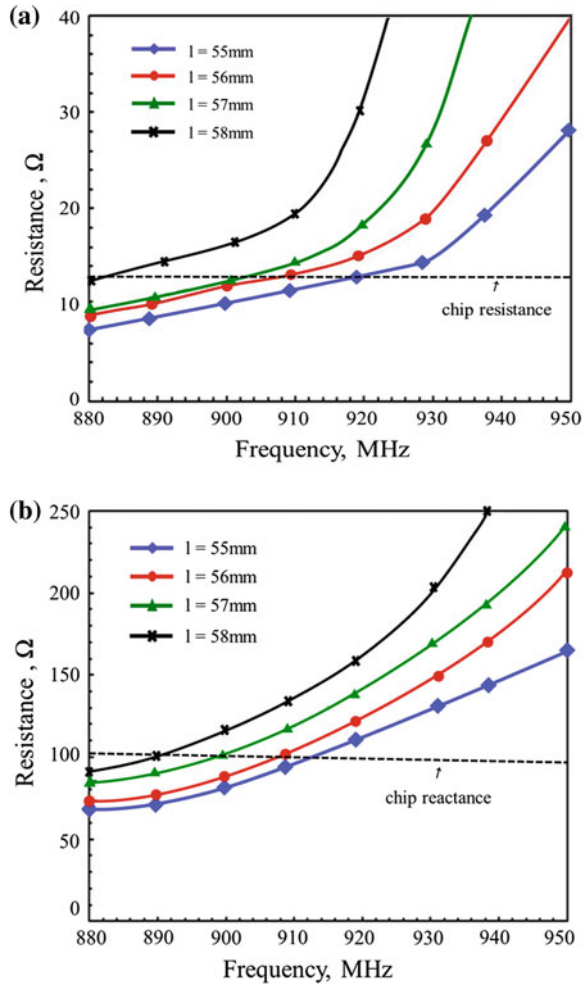 (a)
40
30
20
10
0
Resistance , Ω
l = 55mm
l = 56mm
l = 57mm
l = 58mm
chip resistance
880 890 900 910 920 930 940 950
Frequency, MHz
(b)
250
200
150
100
50
0
Resistance , Ω
l = 55mm
l = 56mm
l = 57mm
l = 58mm
chip reactance
880 890 900 910 920 930 940 950
Frequency, MHz